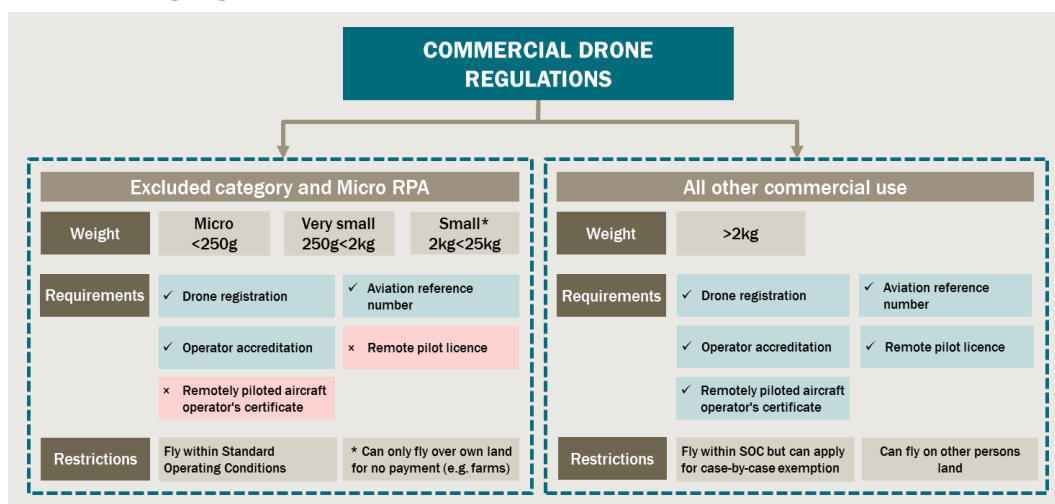 COMMERCIAL DRONE
REGULATIONS
Excluded category and Micro RPA
Weight
Micro
<250g
Very small
250g<2kg
Small*
2kg<25kg
Requirements
✓ Drone registration
✓ Aviation reference
number
✓ Operator accreditation
× Remote pilot licence
× Remotely piloted aircraft
operator's certificate
Restrictions
Fly within Standard
Operating Conditions
* Can only fly over own land
for no payment (e.g. farms)
All other commercial use
Weight
>2kg
Requirements
✓ Drone registration
✓ Aviation reference
number
✓ Operator accreditation
✓ Remote pilot licence
✓ Remotely piloted aircraft
operator's certificate
Restrictions
Fly within SOC but can apply
for case-by-case exemption
Can fly on other persons
land